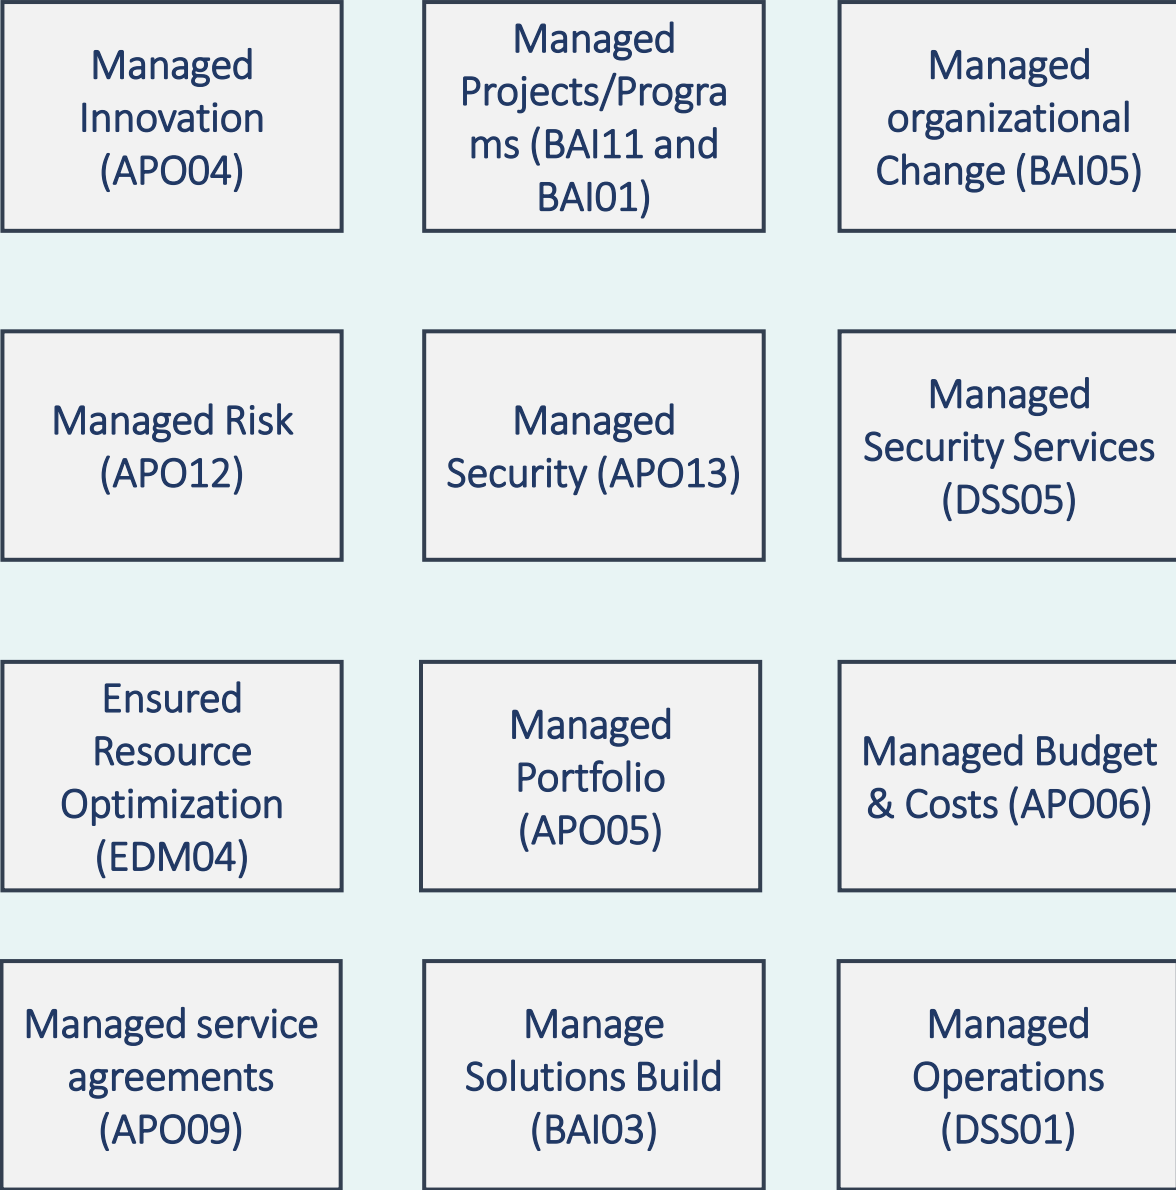 Managed
Innovation
(APO04)
Managed
Projects/Progra
ms (BAI11 and
BAI01)
Managed
organizational
Change (BAI05)
Managed Risk
(APO12)
Managed
Security (APO13)
Managed
Security Services
(DSS05)
Ensured
Resource
Optimization
(EDM04)
Managed
Portfolio
(APO05)
Managed Budget
& Costs (APO06)
Managed service
agreements
(APO09)
Manage
Solutions Build
(BAI03)
Managed
Operations
(DSS01)